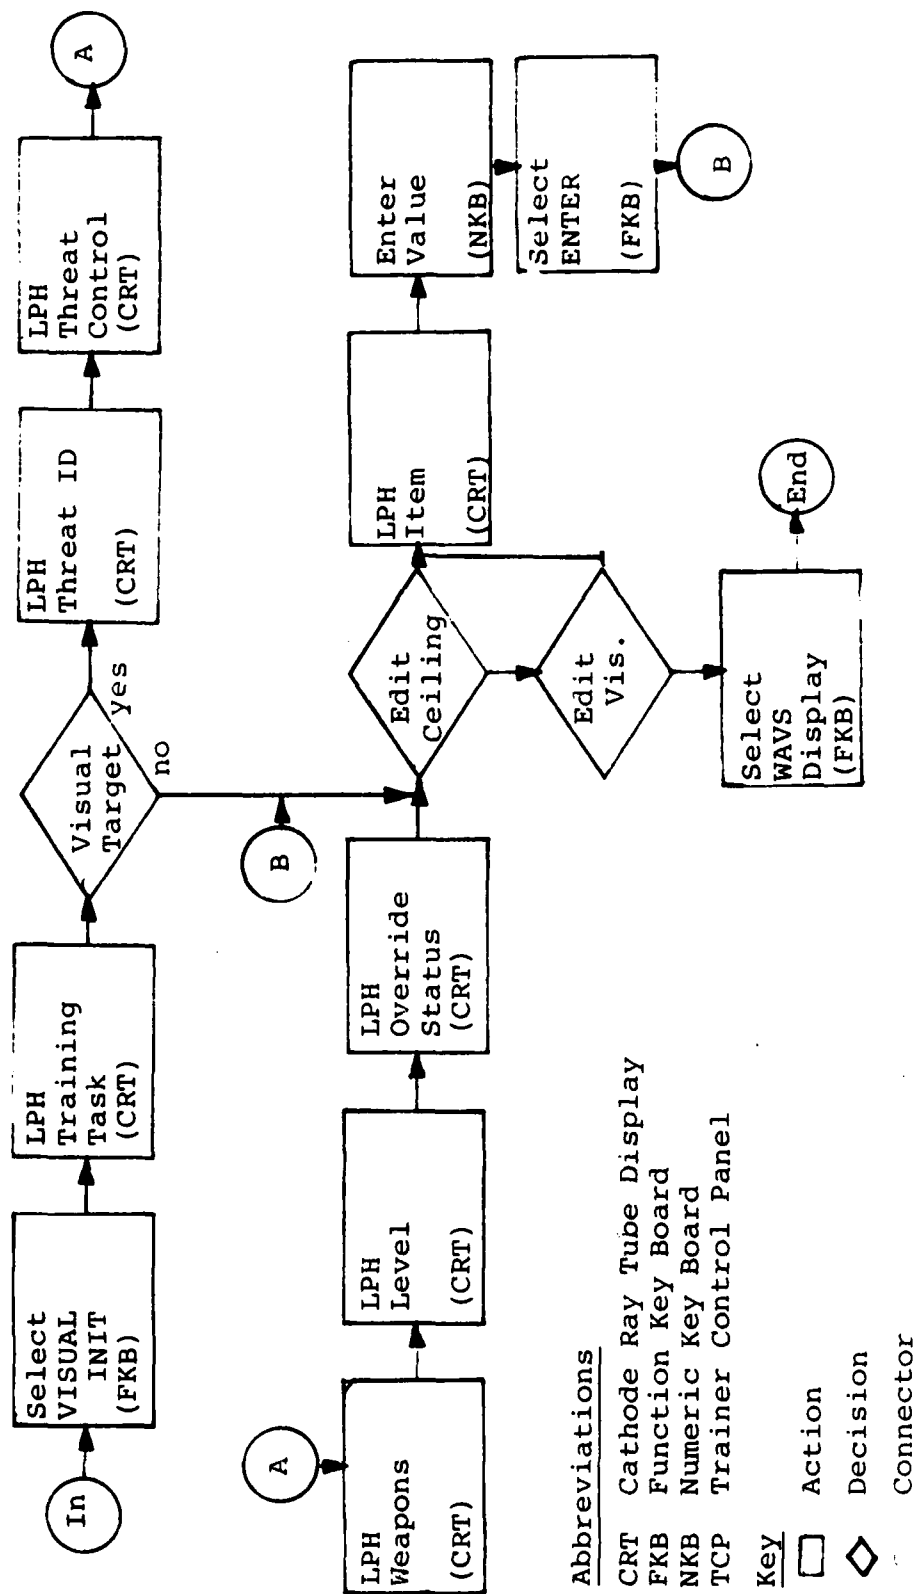 In
Select
VISUAL
INIT
(FKB)
LPH
Training
Task
(CRT)
Visual
Target
yes
no
LPH
Threat ID
(CRT)
LPH
Threat
Control
(CRT)
A
A
LPH
Weapons
(CRT)
LPH
Level
(CRT)
LPH
Override
Status
(CRT)
B
Edit
Ceiling
LPH
Item
(CRT)
Enter
Value
(NKB)
Select
ENTER
(FKB)
B
Edit
Vis.
Select
WAVS
Display
(FKB)
End
Abbreviations
CRT Cathode Ray Tube Display
FKB Function Key Board
NKB Numeric Key Board
TCP Trainer Control Panel
Key
Action
Decision
Connector